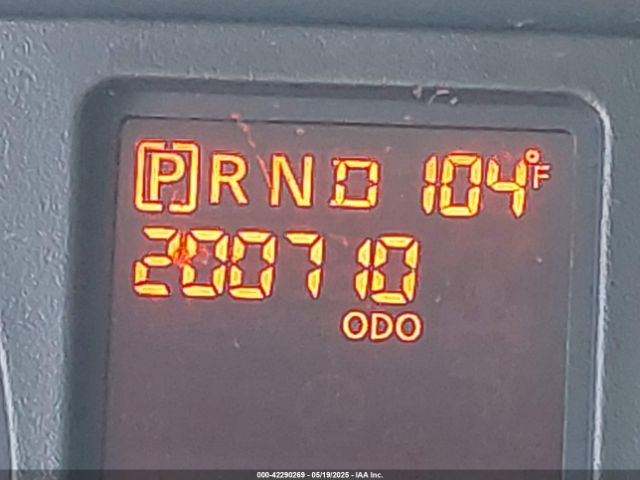 [P] R N D 104°F
200710
ODO
000-42290269 - 05/19/2025 - IAA Inc.